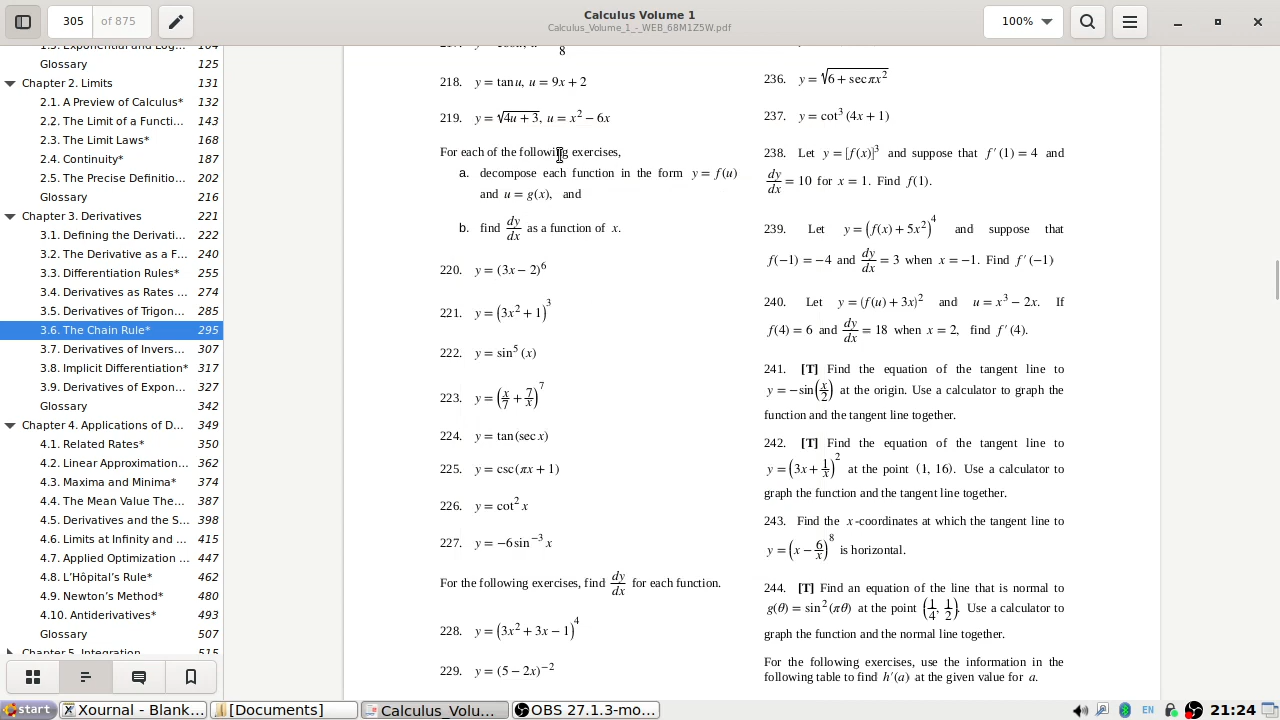 305 of 875
Calculus Volume 1
Calculus_Volume_1_-_WEB_68M1Z5W.pdf
100%
Glossary 125
Chapter 2. Limits 131
2.1. A Preview of Calculus* 132
2.2. The Limit of a Functi... 143
2.3. The Limit Laws* 168
2.4. Continuity* 187
2.5. The Precise Definitio... 202
Glossary 216
Chapter 3. Derivatives 221
3.1. Defining the Derivati... 222
3.2. The Derivative as a F... 240
3.3. Differentiation Rules* 255
3.4. Derivatives as Rates ... 274
3.5. Derivatives of Trigon... 285
3.6. The Chain Rule* 295
3.7. Derivatives of Invers... 307
3.8. Implicit Differentiation* 317
3.9. Derivatives of Expon... 327
Glossary 342
Chapter 4. Applications of D... 349
4.1. Related Rates* 350
4.2. Linear Approximation... 362
4.3. Maxima and Minima* 374
4.4. The Mean Value The... 387
4.5. Derivatives and the S... 398
4.6. Limits at Infinity and ... 415
4.7. Applied Optimization ... 447
4.8. L'Hôpital's Rule* 462
4.9. Newton's Method* 480
4.10. Antiderivatives* 493
Glossary 507
Chapter 5. Integration 515
8
218. y = tan u, u = 9x + 2
219. y = √(4u + 3), u = x² − 6x
For each of the following exercises,
a. decompose each function in the form y = f(u)
and u = g(x), and
b. find dy/dx as a function of x.
220. y = (3x − 2)⁶
221. y = (3x² + 1)³
222. y = sin⁵ (x)
223. y = (x/7 + 7/x)⁷
224. y = tan(sec x)
225. y = csc(πx + 1)
226. y = cot² x
227. y = −6 sin⁻³ x
For the following exercises, find dy/dx for each function.
228. y = (3x² + 3x − 1)⁴
229. y = (5 − 2x)⁻²
236. y = √(6 + sec πx²)
237. y = cot³ (4x + 1)
238. Let y = [f(x)]³ and suppose that f′(1) = 4 and
dy/dx = 10 for x = 1. Find f(1).
239. Let y = (f(x) + 5x²)⁴ and suppose that
f(−1) = −4 and dy/dx = 3 when x = −1. Find f′(−1)
240. Let y = (f(u) + 3x)² and u = x³ − 2x. If
f(4) = 6 and dy/dx = 18 when x = 2, find f′(4).
241. [T] Find the equation of the tangent line to
y = −sin(x/2) at the origin. Use a calculator to graph the
function and the tangent line together.
242. [T] Find the equation of the tangent line to
y = (3x + 1/x)² at the point (1, 16). Use a calculator to
graph the function and the tangent line together.
243. Find the x-coordinates at which the tangent line to
y = (x − 6/x)⁸ is horizontal.
244. [T] Find an equation of the line that is normal to
g(θ) = sin²(πθ) at the point (1/4, 1/2). Use a calculator to
graph the function and the normal line together.
For the following exercises, use the information in the
following table to find h′(a) at the given value for a.
start
Xournal - Blank...
[Documents]
Calculus_Volu...
OBS 27.1.3-mo...
EN
21:24